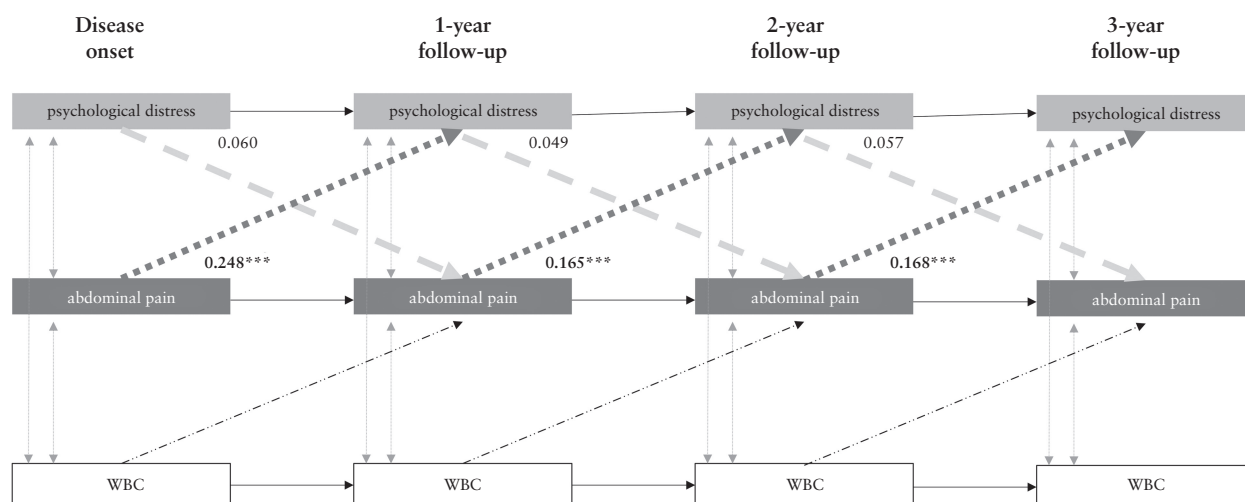 Disease
onset
1-year
follow-up
2-year
follow-up
3-year
follow-up
psychological distress
psychological distress
psychological distress
psychological distress
0.060
0.049
0.057
0.248***
0.165***
0.168***
abdominal pain
abdominal pain
abdominal pain
abdominal pain
WBC
WBC
WBC
WBC